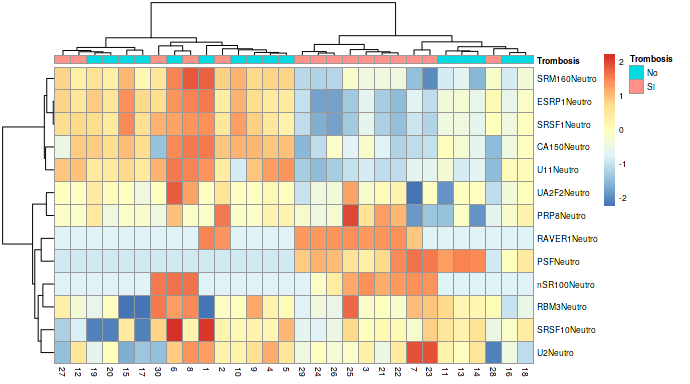 Trombosis
Trombosis
No
SI
2
1
0
-1
-2
SRM160Neutro
ESRP1Neutro
SRSF1Neutro
CA150Neutro
U11Neutro
UA2F2Neutro
PRP8Neutro
RAVER1Neutro
PSFNeutro
nSR100Neutro
RBM3Neutro
SRSF10Neutro
U2Neutro
27 12 19 20 15 17 30 6 8 1 2 10 9 4 5 29 24 26 25 3 21 22 7 23 11 13 14 28 16 18